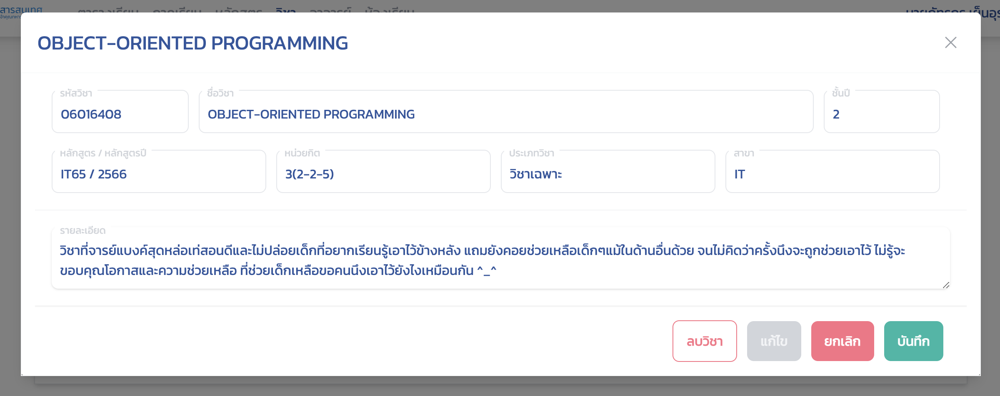 สารสนเทศ
วิชา
OBJECT-ORIENTED PROGRAMMING
รหัสวิชา
06016408
ชื่อวิชา
OBJECT-ORIENTED PROGRAMMING
ชั้นปี
2
หลักสูตร / หลักสูตรปี
IT65 / 2566
หน่วยกิต
3(2-2-5)
ประเภทวิชา
วิชาเฉพาะ
สาขา
IT
รายละเอียด
วิชาที่จารย์แบงค์สุดหล่อเท่สอนดีและไม่ปล่อยเด็กที่อยากเรียนรู้เอาไว้ข้างหลัง แถมยังคอยช่วยเหลือเด็กๆแม้ในด้านอื่นด้วย จนไม่คิดว่าครั้งนึงจะถูกช่วยเอาไว้ ไม่รู้จะ
ขอบคุณโอกาสและความช่วยเหลือ ที่ช่วยเด็กเหลือขอคนนึงเอาไว้ยังไงเหมือนกัน ^_^
ลบวิชา
แก้ไข
ยกเลิก
บันทึก